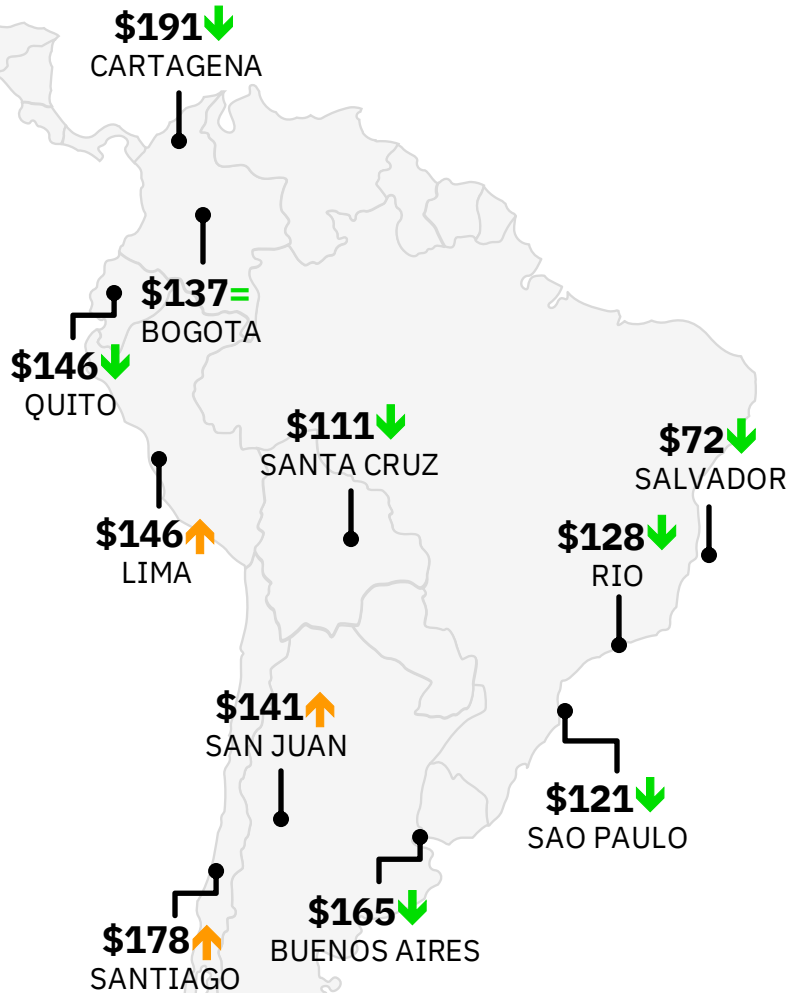 $191↓
CARTAGENA
$137=
BOGOTA
$146↓
QUITO
$111↓
SANTA CRUZ
$72↓
SALVADOR
$146↑
LIMA
$128↓
RIO
$141↑
SAN JUAN
$121↓
SAO PAULO
$165↓
BUENOS AIRES
$178↑
SANTIAGO